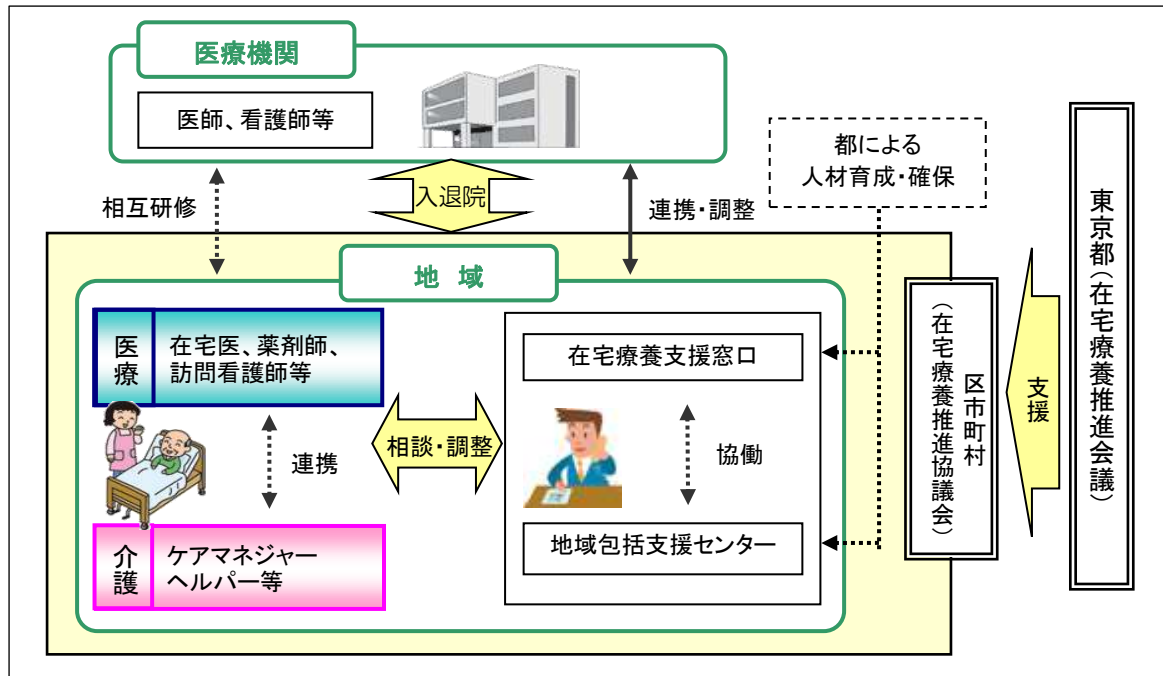 医療機関
医師、看護師等
都による
人材育成・確保
相互研修
入退院
連携・調整
地 域
医療
在宅医、薬剤師、
訪問看護師等
在宅療養支援窓口
連携
相談・調整
協働
介護
ケアマネジャー
ヘルパー等
地域包括支援センター
区市町村
（在宅療養推進協議会）
支援
東京都（在宅療養推進会議）